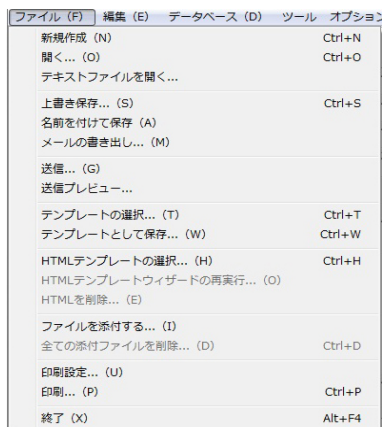 ファイル（F） 編集（E） データベース（D） ツール オプション
新規作成（N） Ctrl+N
開く...（O） Ctrl+O
テキストファイルを開く...
上書き保存...（S） Ctrl+S
名前を付けて保存（A）
メールの書き出し...（M）
送信...（G）
送信プレビュー...
テンプレートの選択...（T） Ctrl+T
テンプレートとして保存...（W） Ctrl+W
HTMLテンプレートの選択...（H） Ctrl+H
HTMLテンプレートウィザードの再実行...（O）
HTMLを削除...（E）
ファイルを添付する...（I）
全ての添付ファイルを削除...（D） Ctrl+D
印刷設定...（U）
印刷...（P） Ctrl+P
終了（X） Alt+F4